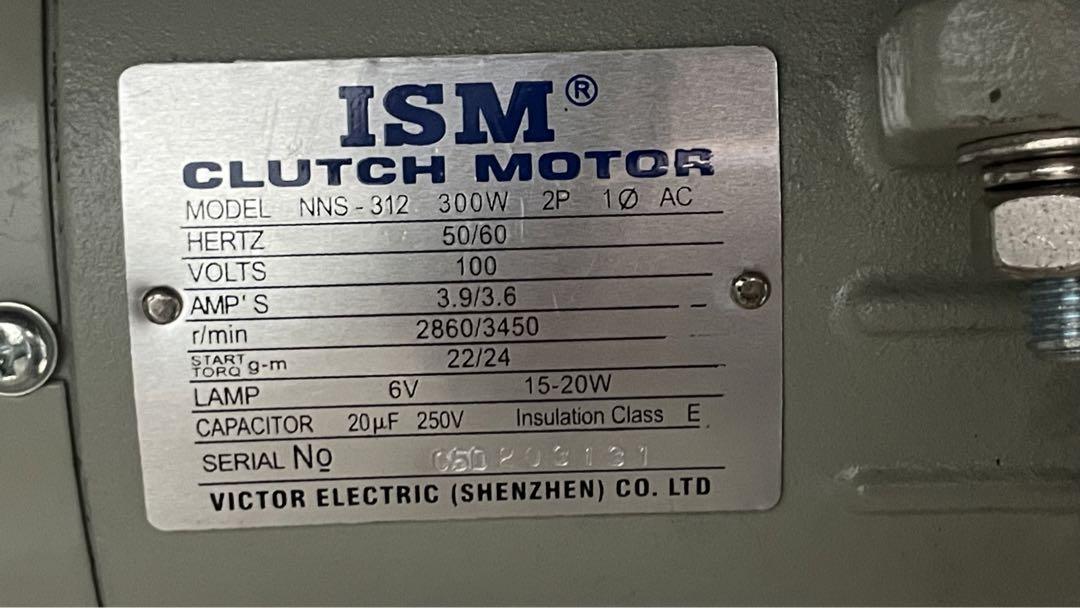 ISM®
CLUTCH MOTOR
MODEL NNS-312 300W 2P 1Ø AC
HERTZ 50/60
VOLTS 100
AMP'S 3.9/3.6
r/min 2860/3450
START TORQ g-m 22/24
LAMP 6V 15-20W
CAPACITOR 20μF 250V Insulation Class E
SERIAL No
VICTOR ELECTRIC (SHENZHEN) CO. LTD